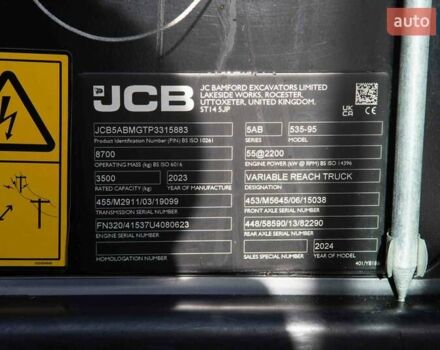 auto
JCB
JC BAMFORD EXCAVATORS LIMITED
LAKESIDE WORKS, ROCESTER,
UTTOXETER, UNITED KINGDOM,
ST14 5JP
UK
CA
JCB5ABMGTP3315883
Product Identification Number (PIN) BS ISO 10261
5AB
SERIES
535-95
MODEL
8700
OPERATING MASS (kg) BS ISO 6016
55@2200
ENGINE POWER (kW @ RPM) BS ISO 14396
3500
RATED CAPACITY (kg)
2023
YEAR OF MANUFACTURE
VARIABLE REACH TRUCK
DESIGNATION
455/M2911/03/19099
TRANSMISSION SERIAL NUMBER
453/M5645/06/15038
FRONT AXLE SERIAL NUMBER
FN320/41537U4080623
ENGINE SERIAL NUMBER
448/58590/13/82290
REAR AXLE SERIAL NUMBER
HOMOLOGATION NUMBER
SALES SPECIAL NUMBER
2024
YEAR OF MODEL